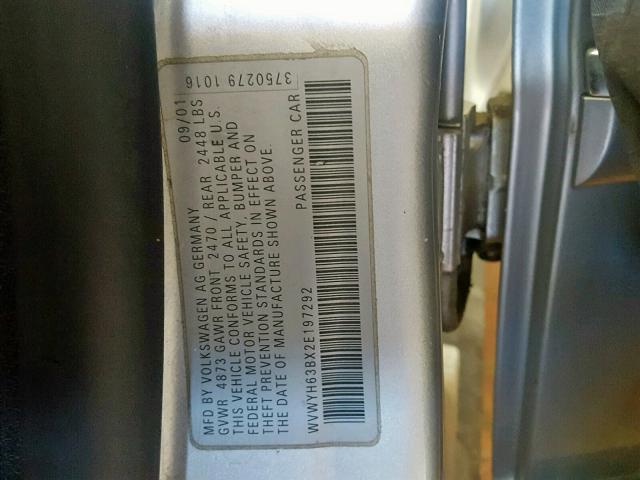 3750279 1016
MFD BY VOLKSWAGEN AG GERMANY 09/01
GVWR 4873 GAWR FRONT 2470 / REAR 2448 LBS
THIS VEHICLE CONFORMS TO ALL APPLICABLE U.S.
FEDERAL MOTOR VEHICLE SAFETY, BUMPER AND
THEFT PREVENTION STANDARDS IN EFFECT ON
THE DATE OF MANUFACTURE SHOWN ABOVE.
PASSENGER CAR
WVWYH63BX2E197292